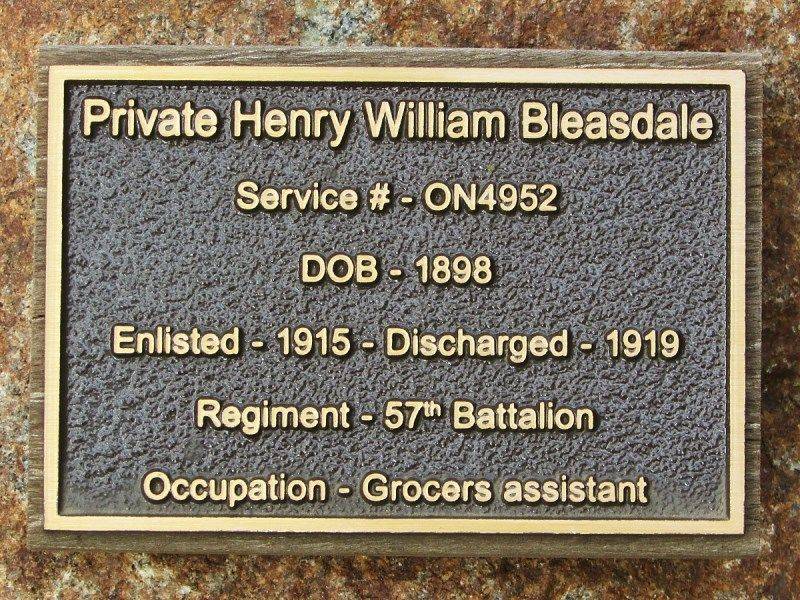 Private Henry William Bleasdale
Service # - ON4952
DOB - 1898
Enlisted - 1915 - Discharged - 1919
Regiment - 57th Battalion
Occupation - Grocers assistant